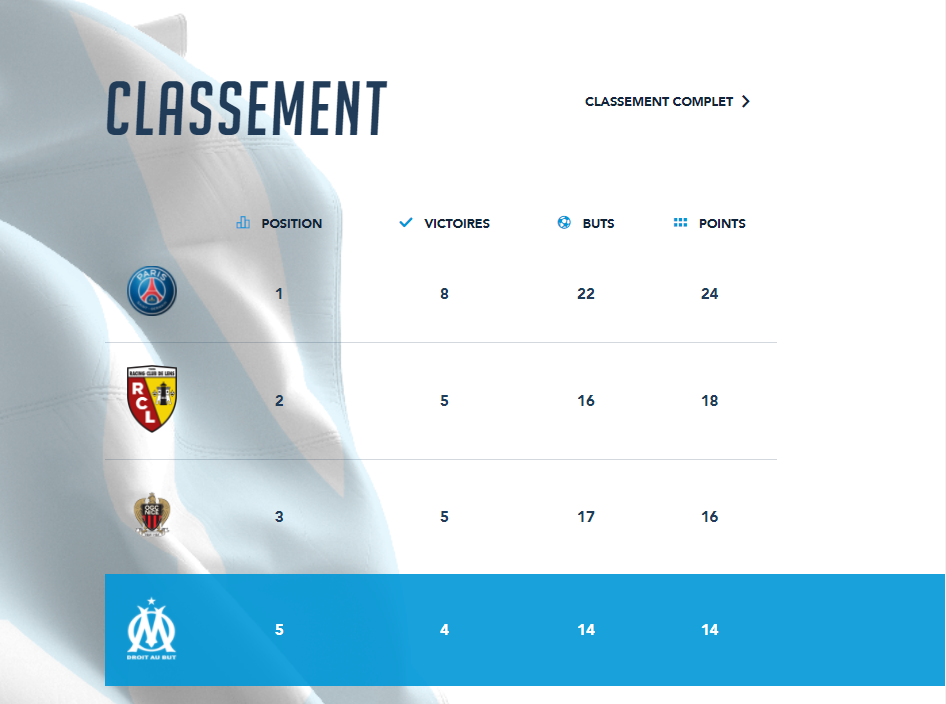 CLASSEMENT
CLASSEMENT COMPLET
POSITION VICTOIRES BUTS POINTS
PARIS
1 8 22 24
RACING CLUB DE LENS
RCL
2 5 16 18
OGC
NICE
3 5 17 16
5 4 14 14
DROIT AU BUT